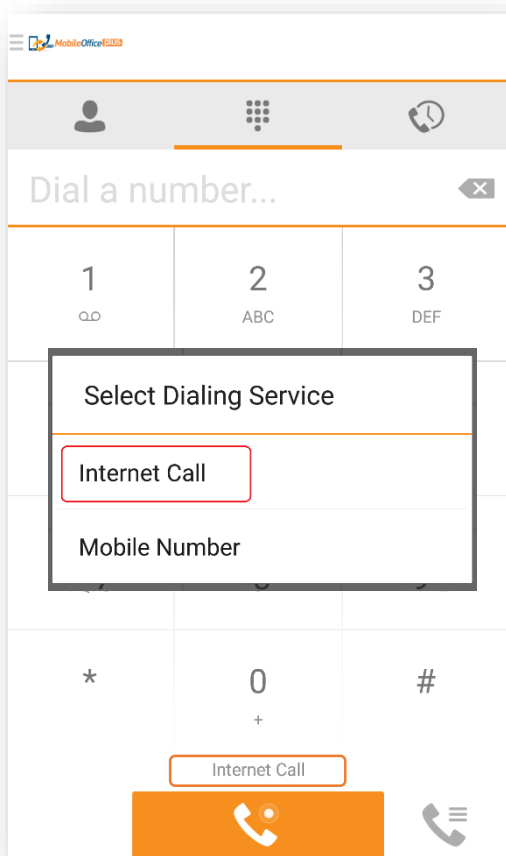 MobileOffice PLUS
Dial a number...
1
2
ABC
3
DEF
Select Dialing Service
Internet Call
Mobile Number
*
0
+
#
Internet Call